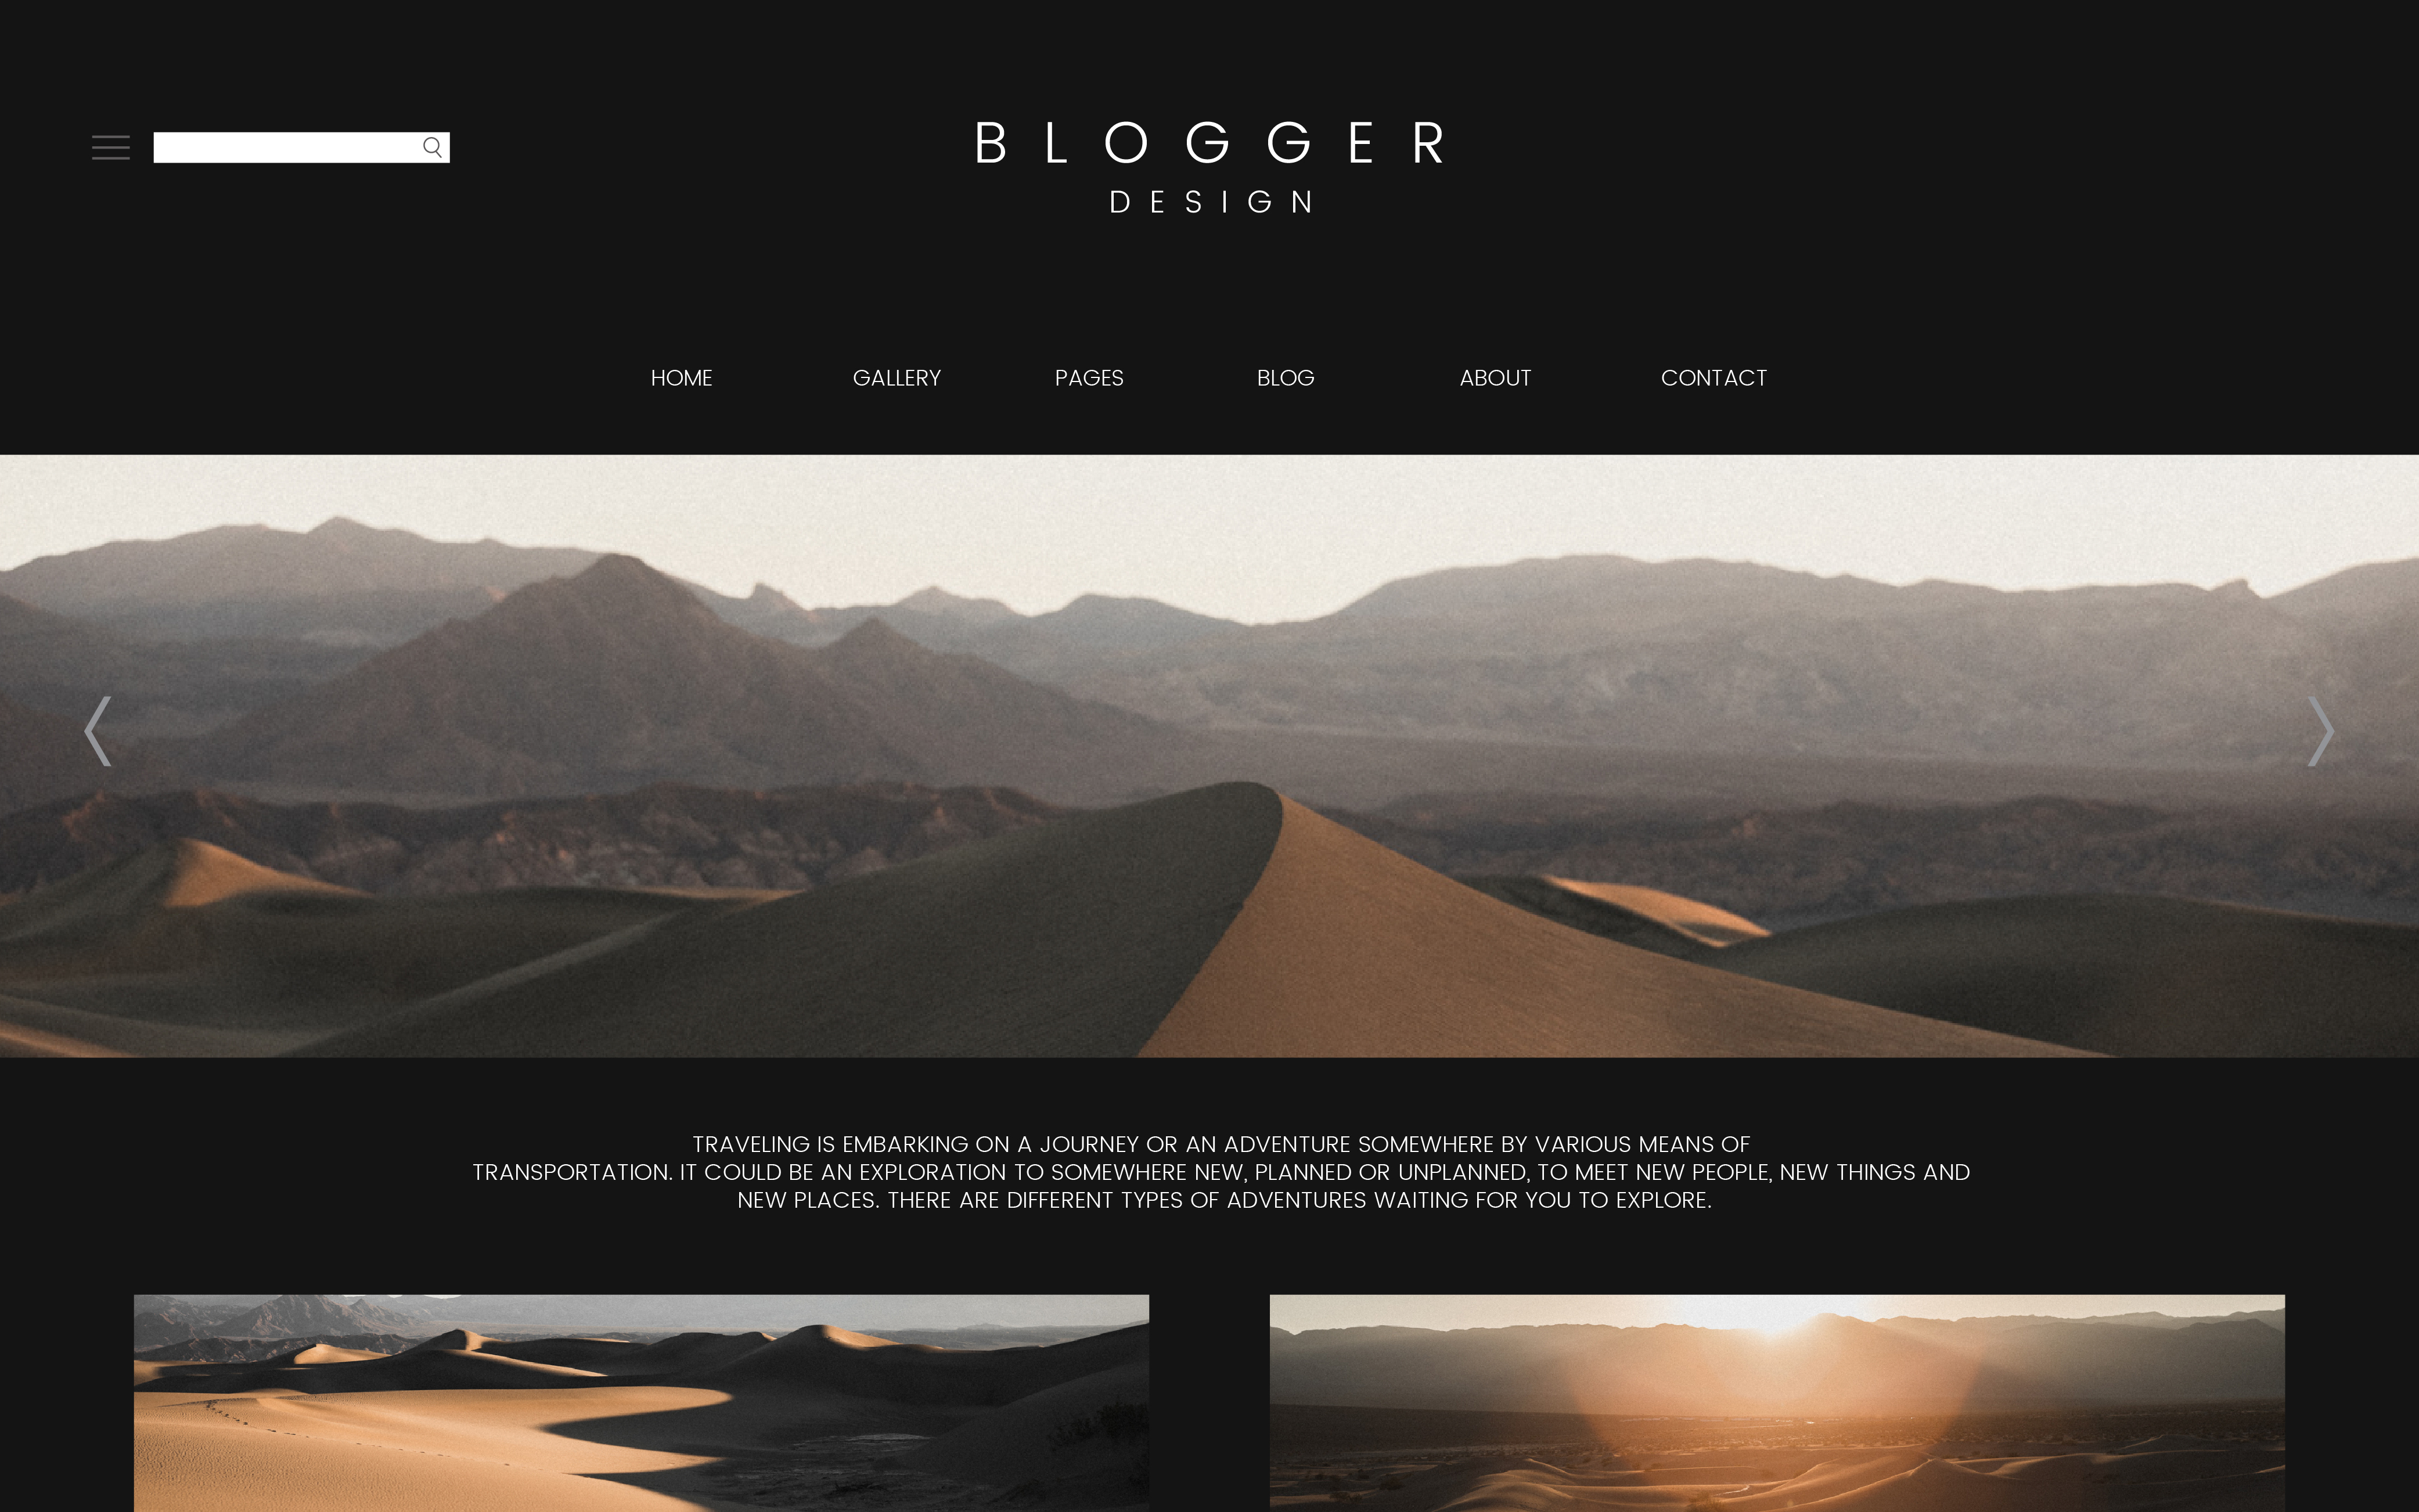 BLOGGER
DESIGN
HOME GALLERY PAGES BLOG ABOUT CONTACT
TRAVELING IS EMBARKING ON A JOURNEY OR AN ADVENTURE SOMEWHERE BY VARIOUS MEANS OF
TRANSPORTATION. IT COULD BE AN EXPLORATION TO SOMEWHERE NEW, PLANNED OR UNPLANNED, TO MEET NEW PEOPLE, NEW THINGS AND
NEW PLACES. THERE ARE DIFFERENT TYPES OF ADVENTURES WAITING FOR YOU TO EXPLORE.